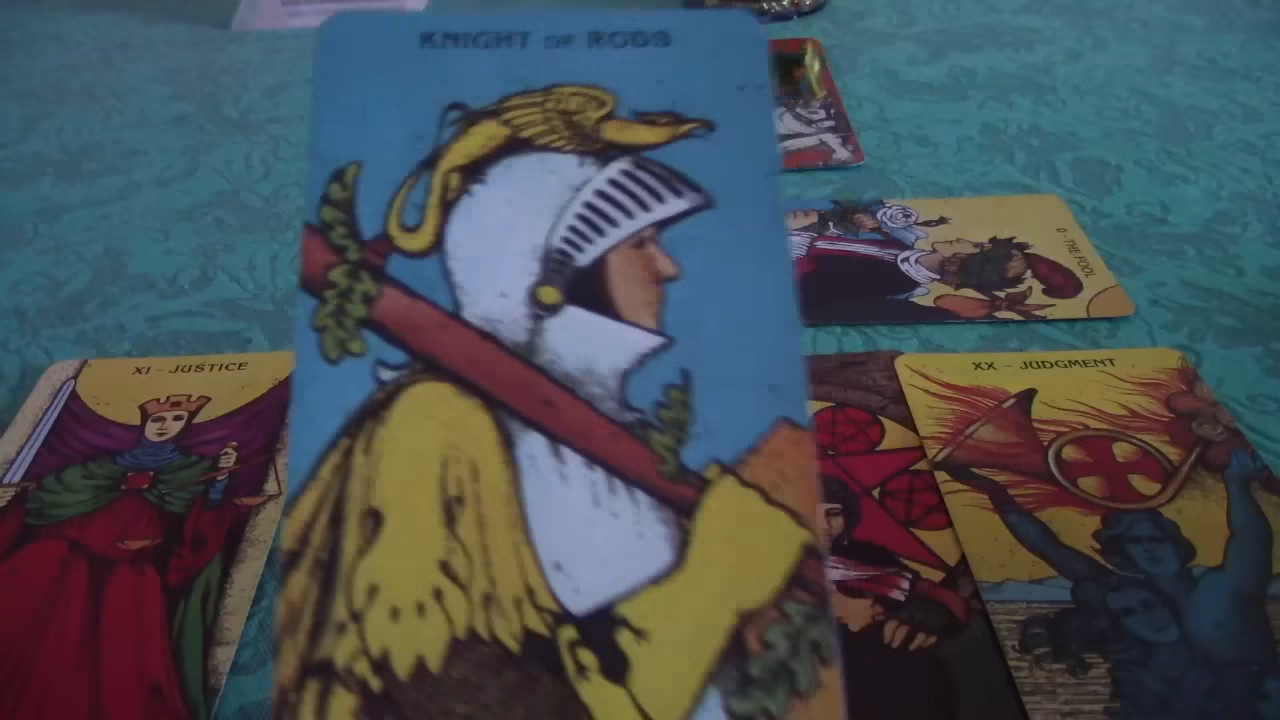 KNIGHT OF RODS
0 - THE FOOL
XI - JUSTICE
XX - JUDGMENT